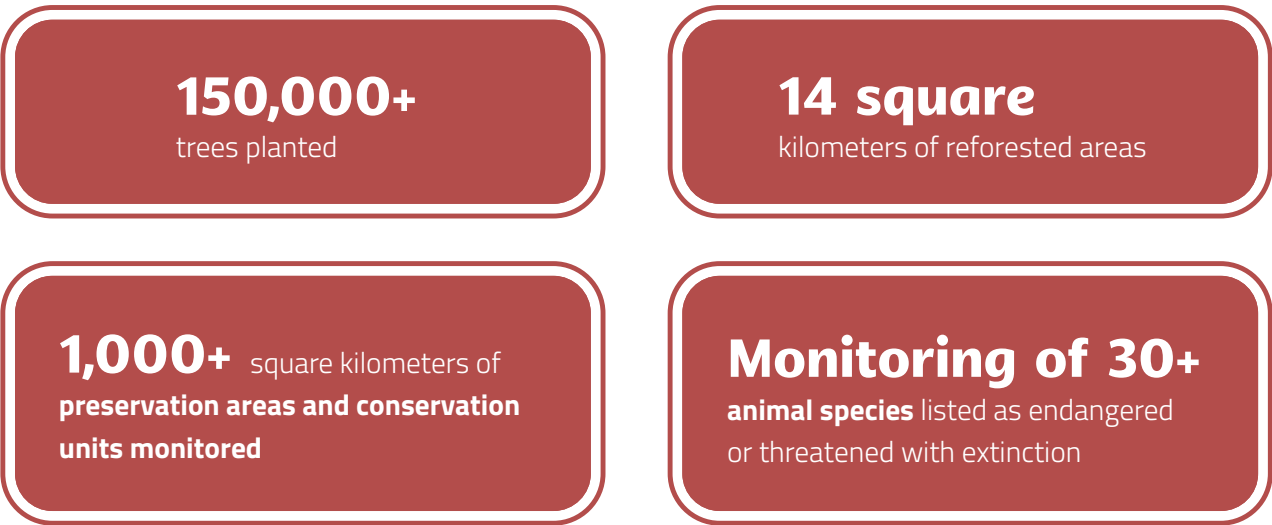 150,000+
trees planted
14 square
kilometers of reforested areas
1,000+ square kilometers of
preservation areas and conservation
units monitored
Monitoring of 30+
animal species listed as endangered
or threatened with extinction